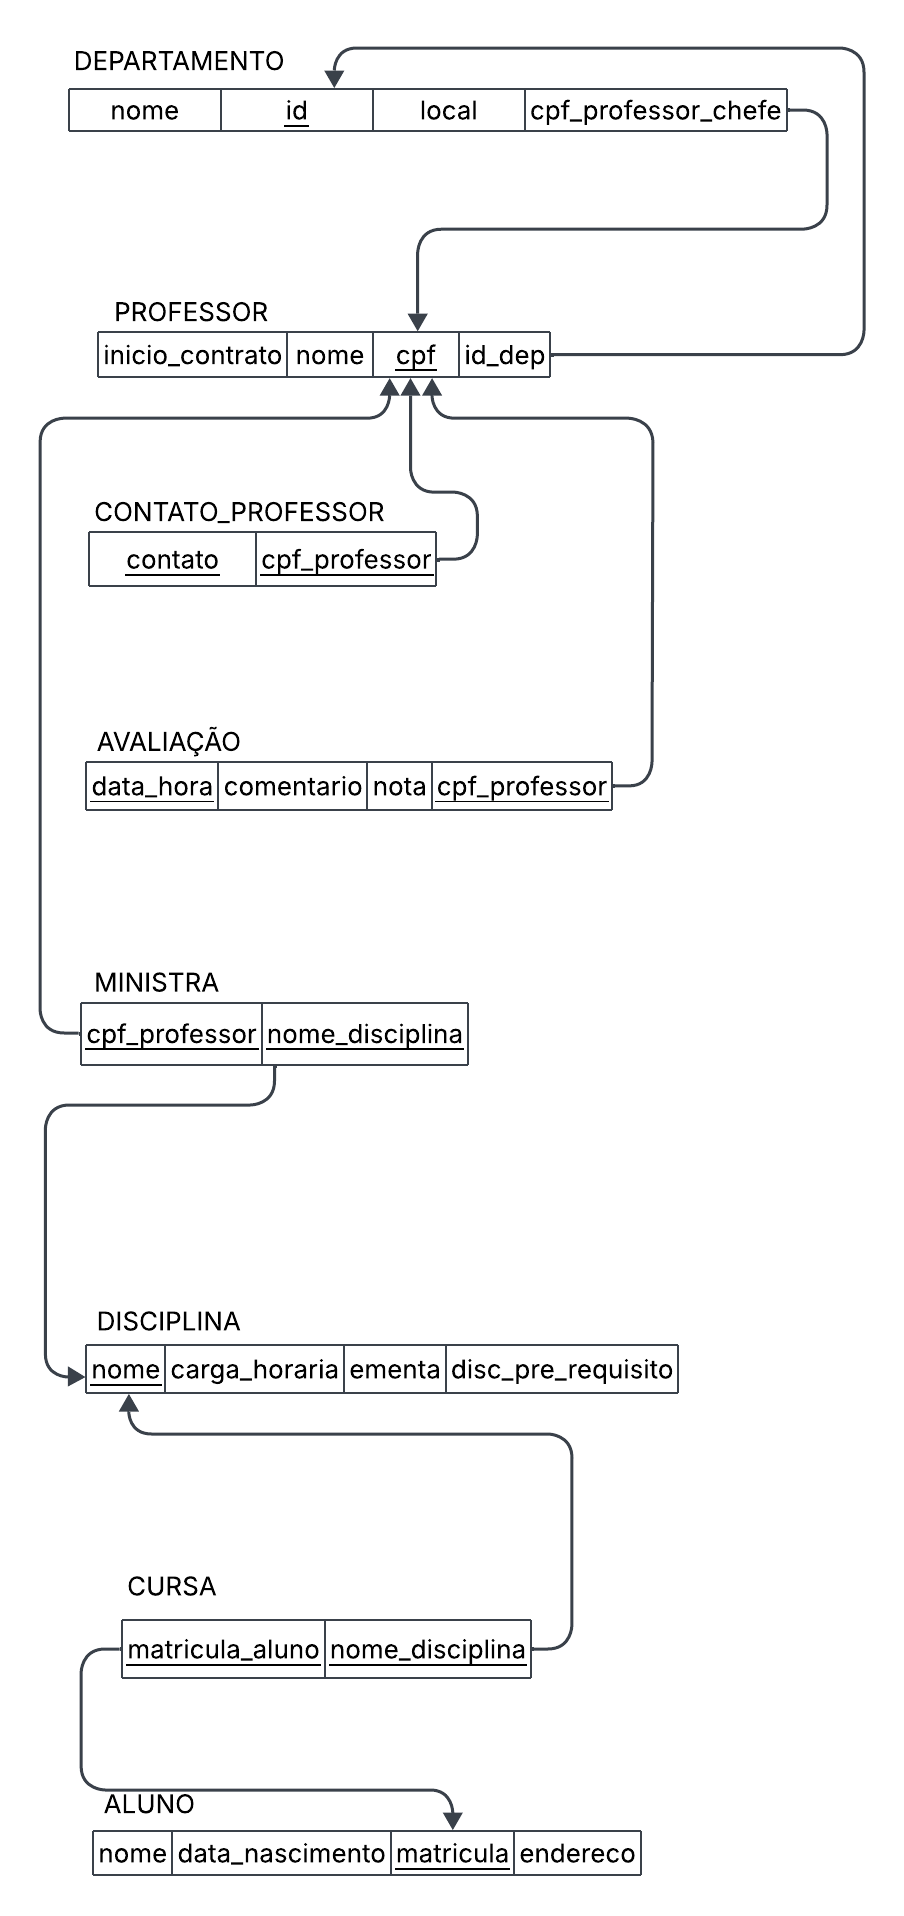 DEPARTAMENTO
nome id local cpf_professor_chefe
PROFESSOR
inicio_contrato nome cpf id_dep
CONTATO_PROFESSOR
contato cpf_professor
AVALIAÇÃO
data_hora comentario nota cpf_professor
MINISTRA
cpf_professor nome_disciplina
DISCIPLINA
nome carga_horaria ementa disc_pre_requisito
CURSA
matricula_aluno nome_disciplina
ALUNO
nome data_nascimento matricula endereco